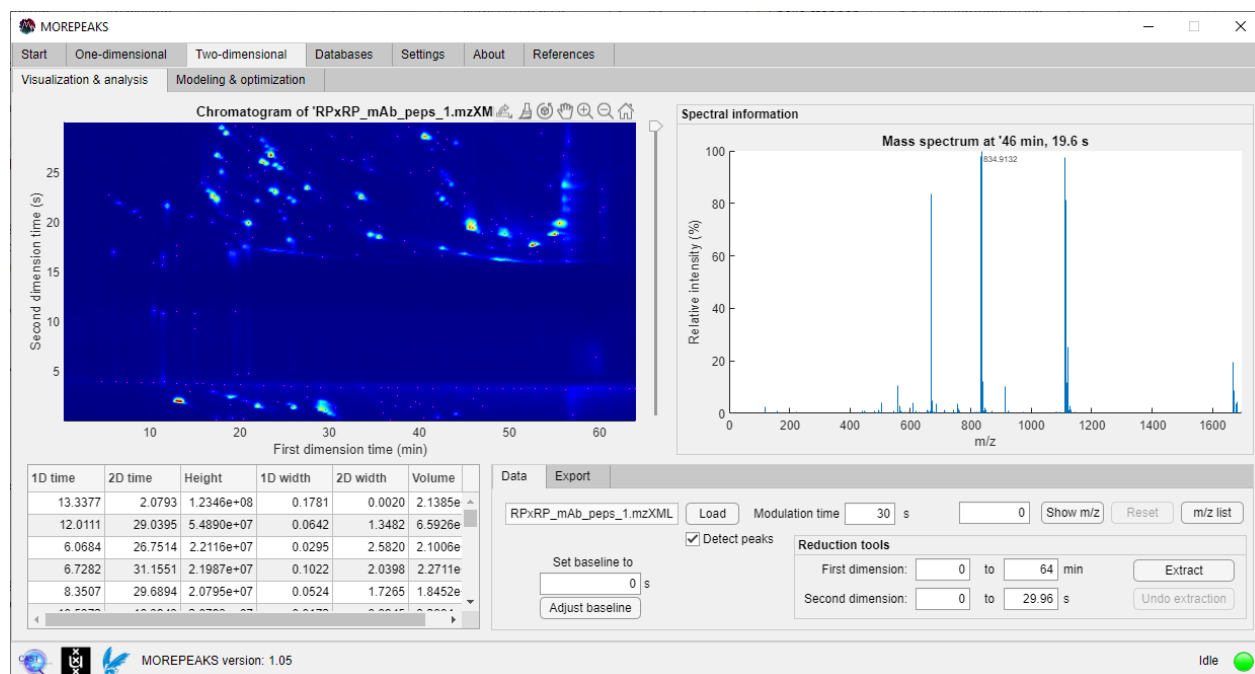 MOREPEAKS
Start One-dimensional Two-dimensional Databases Settings About References
Visualization & analysis Modeling & optimization
Chromatogram of 'RPxRP_mAb_peps_1.mzXM
Second dimension time (s)
25
20
15
10
5
10 20 30 40 50 60
First dimension time (min)
Spectral information
Mass spectrum at '46 min, 19.6 s
834.9132
Relative intensity (%)
100
80
60
40
20
0
0 200 400 600 800 1000 1200 1400 1600
m/z
1D time 2D time Height 1D width 2D width Volume
13.3377 2.0793 1.2346e+08 0.1781 0.0020 2.1385e
12.0111 29.0395 5.4890e+07 0.0642 1.3482 6.5926e
6.0684 26.7514 2.2116e+07 0.0295 2.5820 2.1006e
6.7282 31.1551 2.1987e+07 0.1022 2.0398 2.2711e
8.3507 29.6894 2.0795e+07 0.0524 1.7265 1.8452e
Data Export
RPxRP_mAb_peps_1.mzXML Load Modulation time 30 s 0 Show m/z Reset m/z list
Detect peaks
Set baseline to
0 s
Adjust baseline
Reduction tools
First dimension: 0 to 64 min Extract
Second dimension: 0 to 29.96 s Undo extraction
CAST
MOREPEAKS version: 1.05
Idle